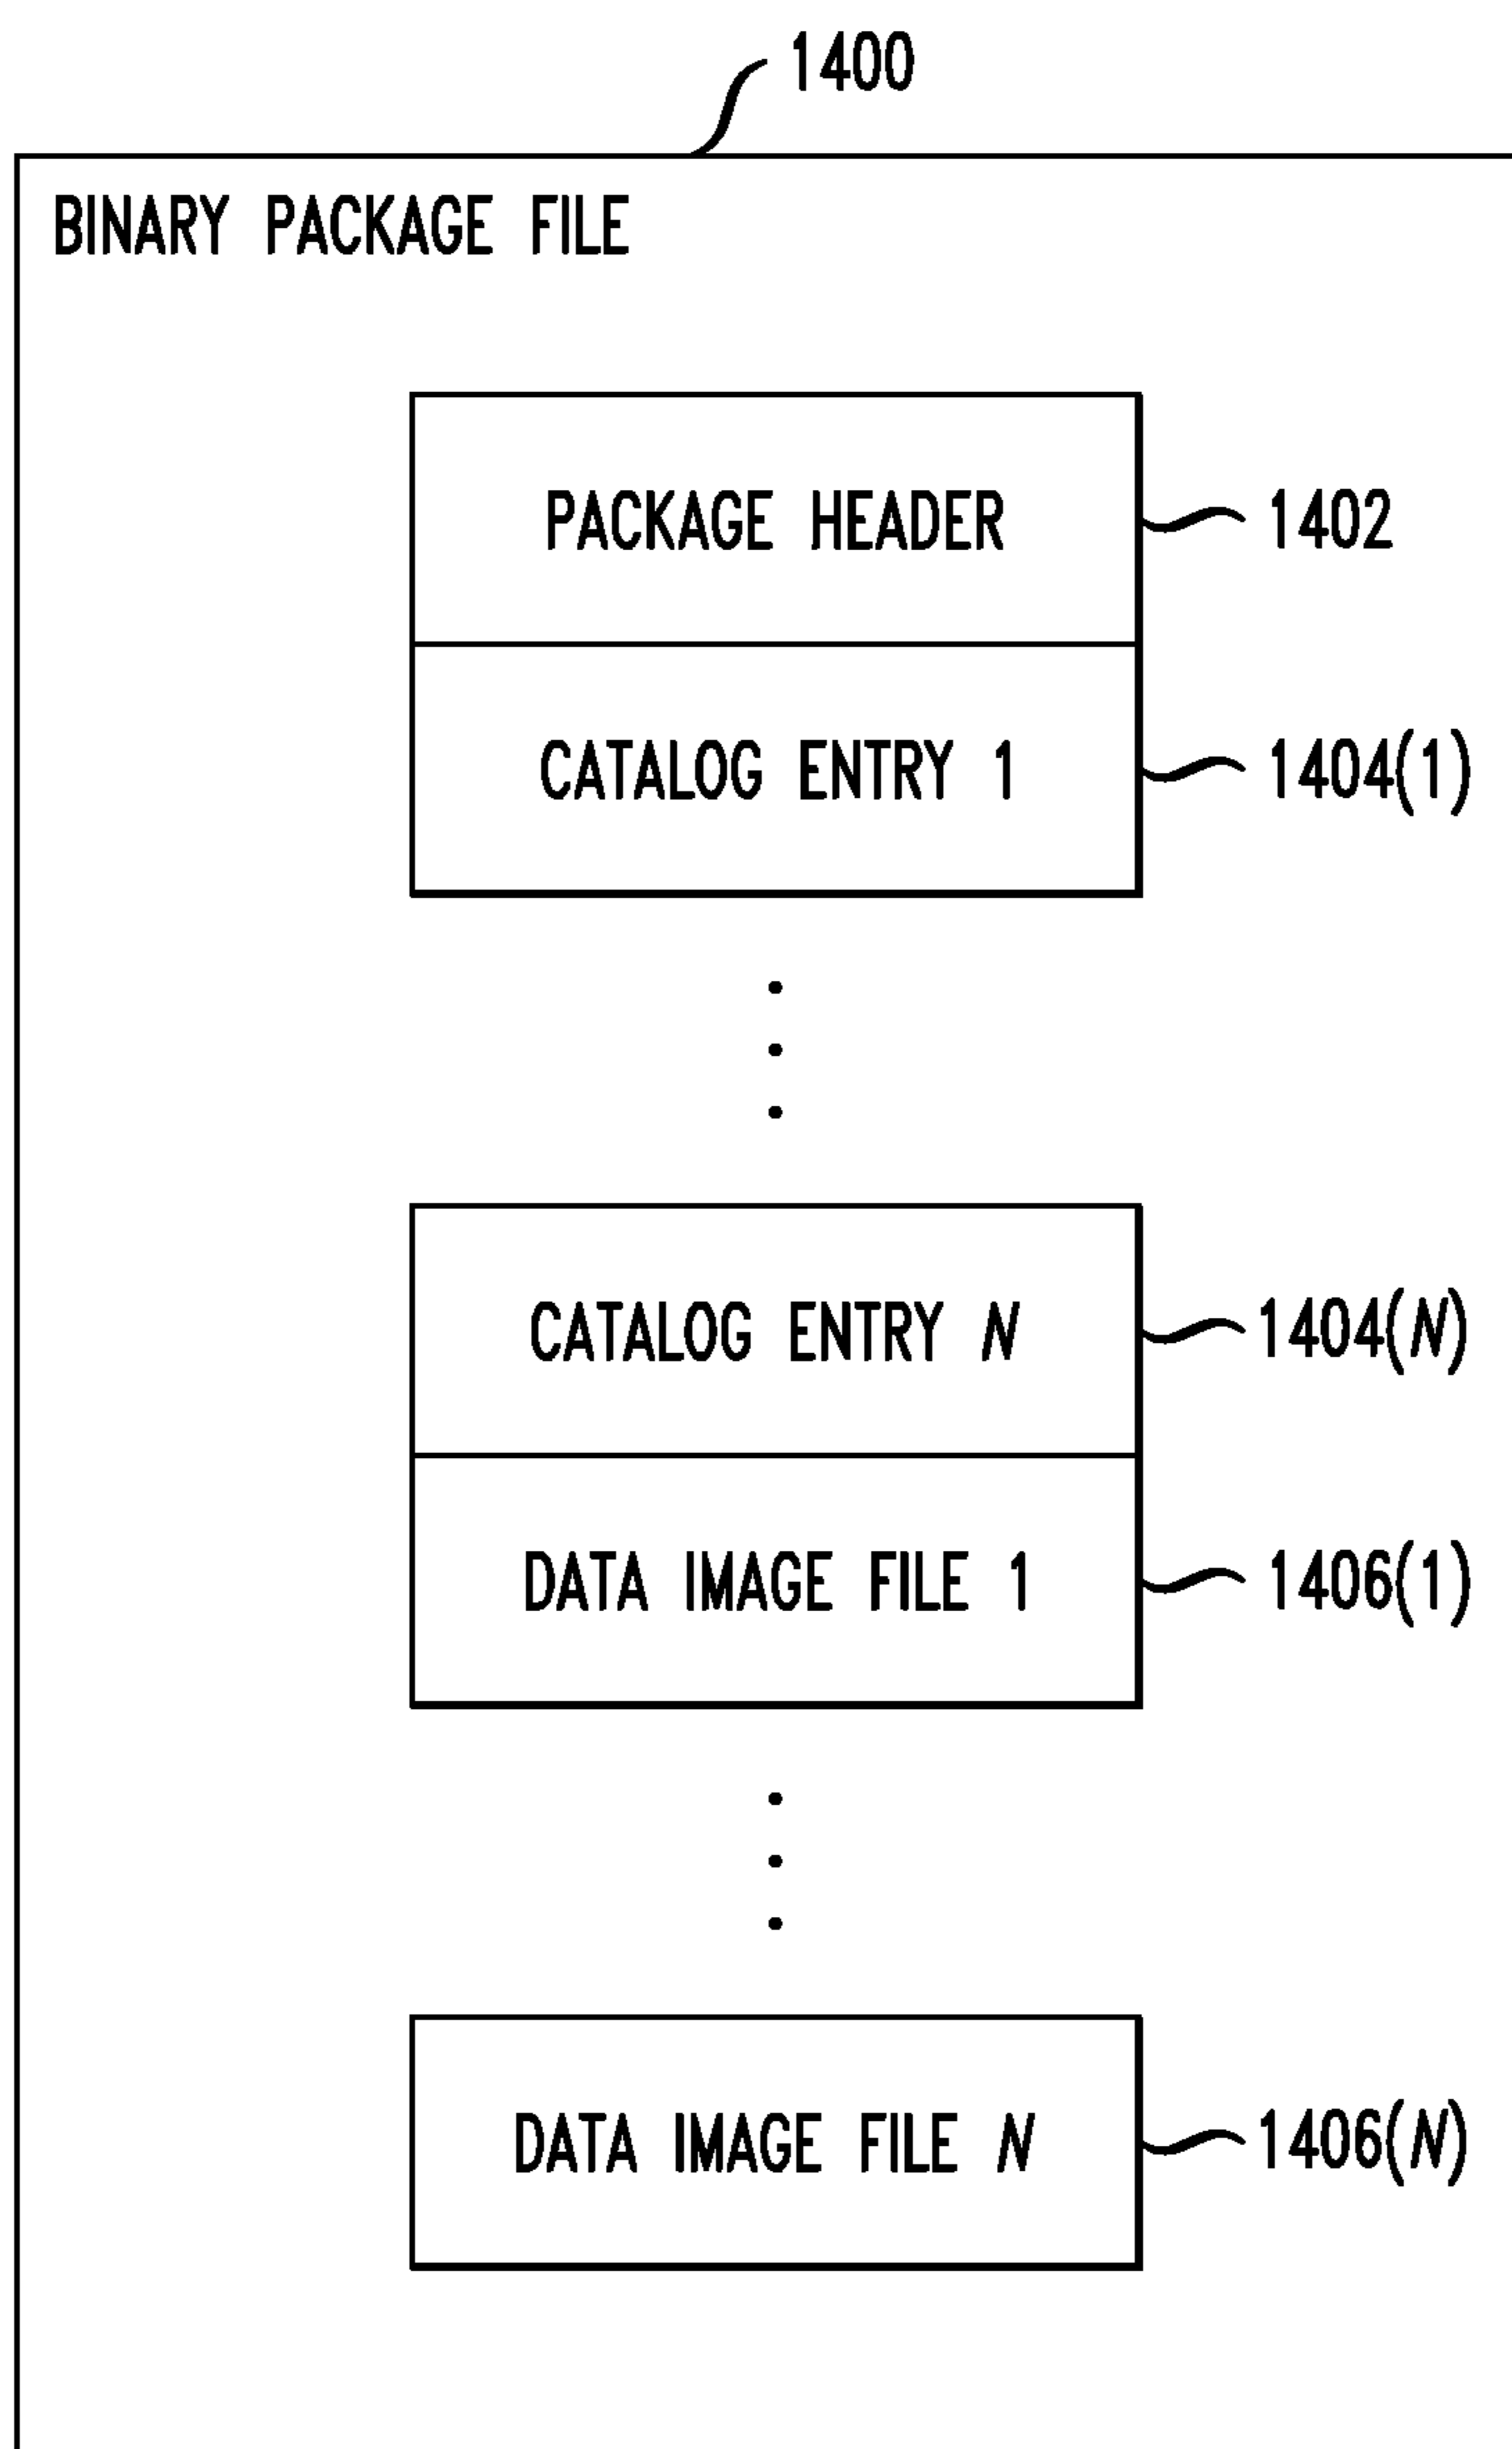 1400
BINARY PACKAGE FILE
PACKAGE HEADER 1402
CATALOG ENTRY 1 1404(1)
CATALOG ENTRY N 1404(N)
DATA IMAGE FILE 1 1406(1)
DATA IMAGE FILE N 1406(N)